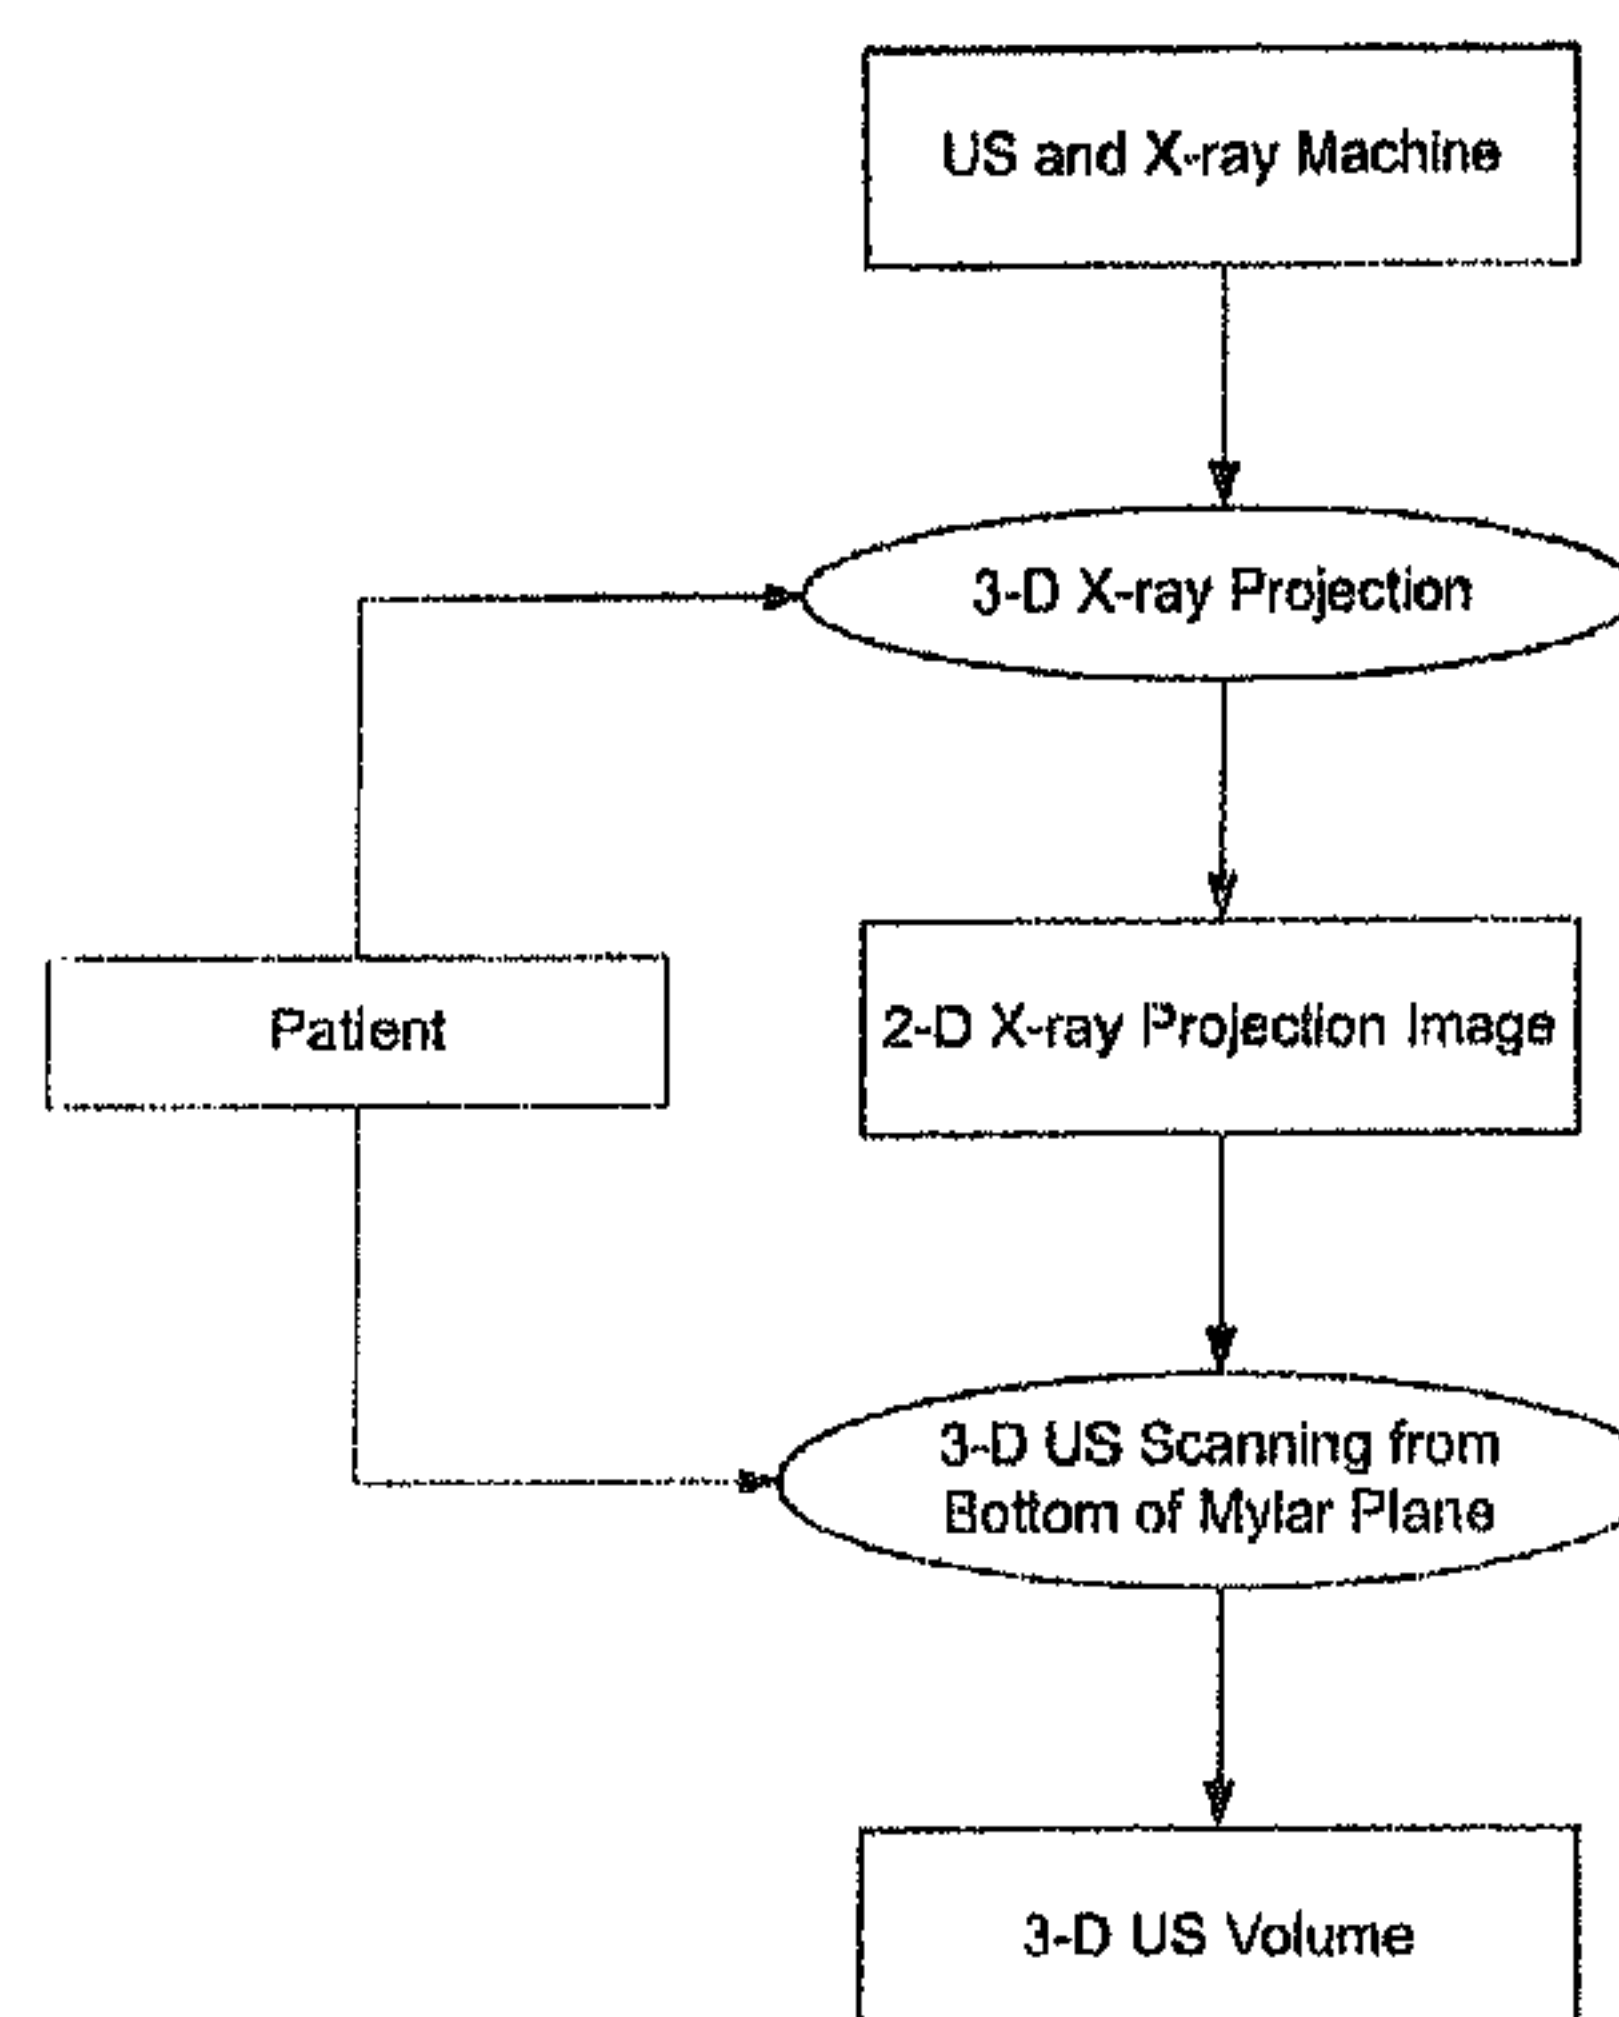 US and X-ray Machine
3-D X-ray Projection
Patient
2-D X-ray Projection Image
3-D US Scanning from
Bottom of Mylar Plane
3-D US Volume